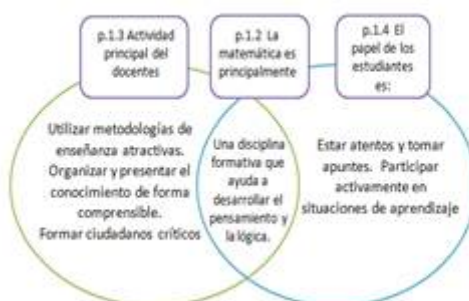 p.1.3 Actividad
principal del
docentes
p.1.2 La
matemática es
principalmente
p.1.4 El
papel de los
estudiantes
es:
Utilizar metodologías de
enseñanza atractivas.
Organizar y presentar el
conocimiento de forma
comprensible.
Formar ciudadanos críticos
Una disciplina
formativa que
ayuda a
desarrollar el
pensamiento y
la lógica.
Estar atentos y tomar
apuntes. Participar
activamente en
situaciones de aprendizaje